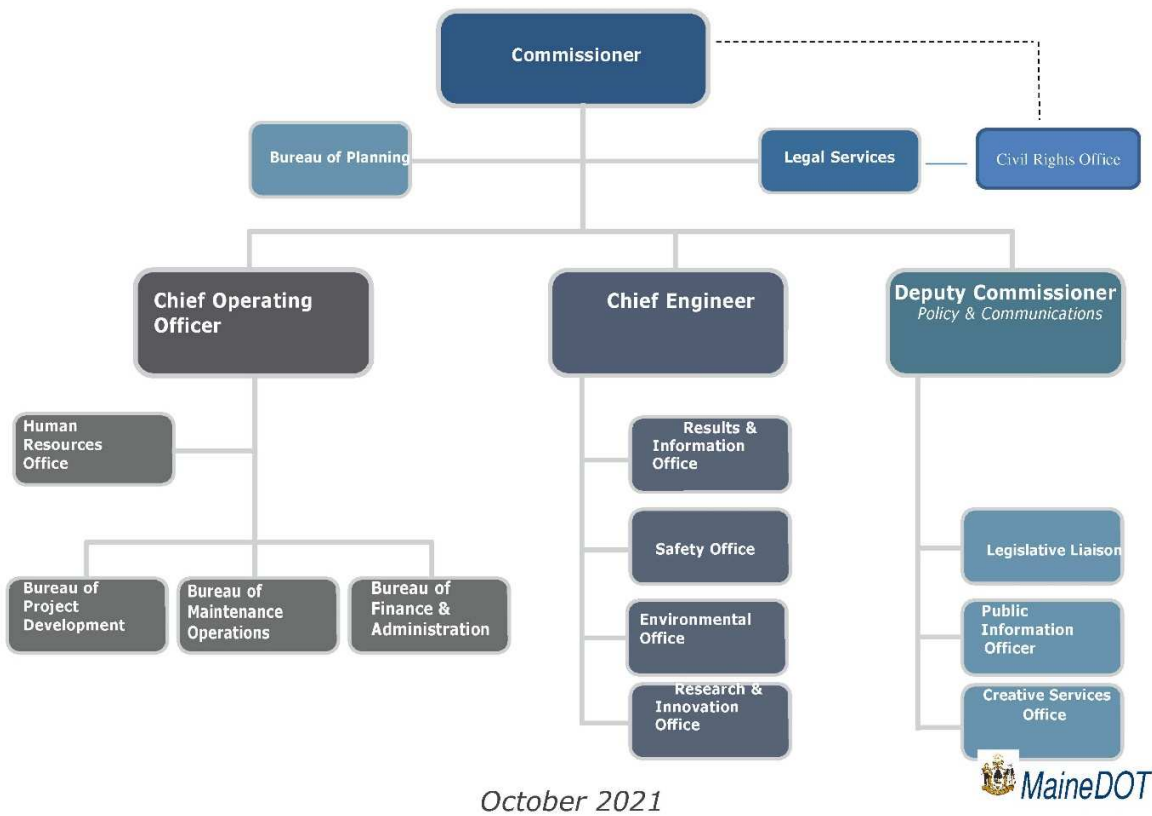 Commissioner
Bureau of Planning
Legal Services
Civil Rights Office
Chief Operating
Officer
Chief Engineer
Deputy Commissioner
Policy & Communications
Human
Resources
Office
Results &
Information
Office
Safety Office
Legislative Liaison
Bureau of
Project
Development
Bureau of
Maintenance
Operations
Bureau of
Finance &
Administration
Environmental
Office
Public
Information
Officer
Research &
Innovation
Office
Creative Services
Office
MaineDOT
October 2021